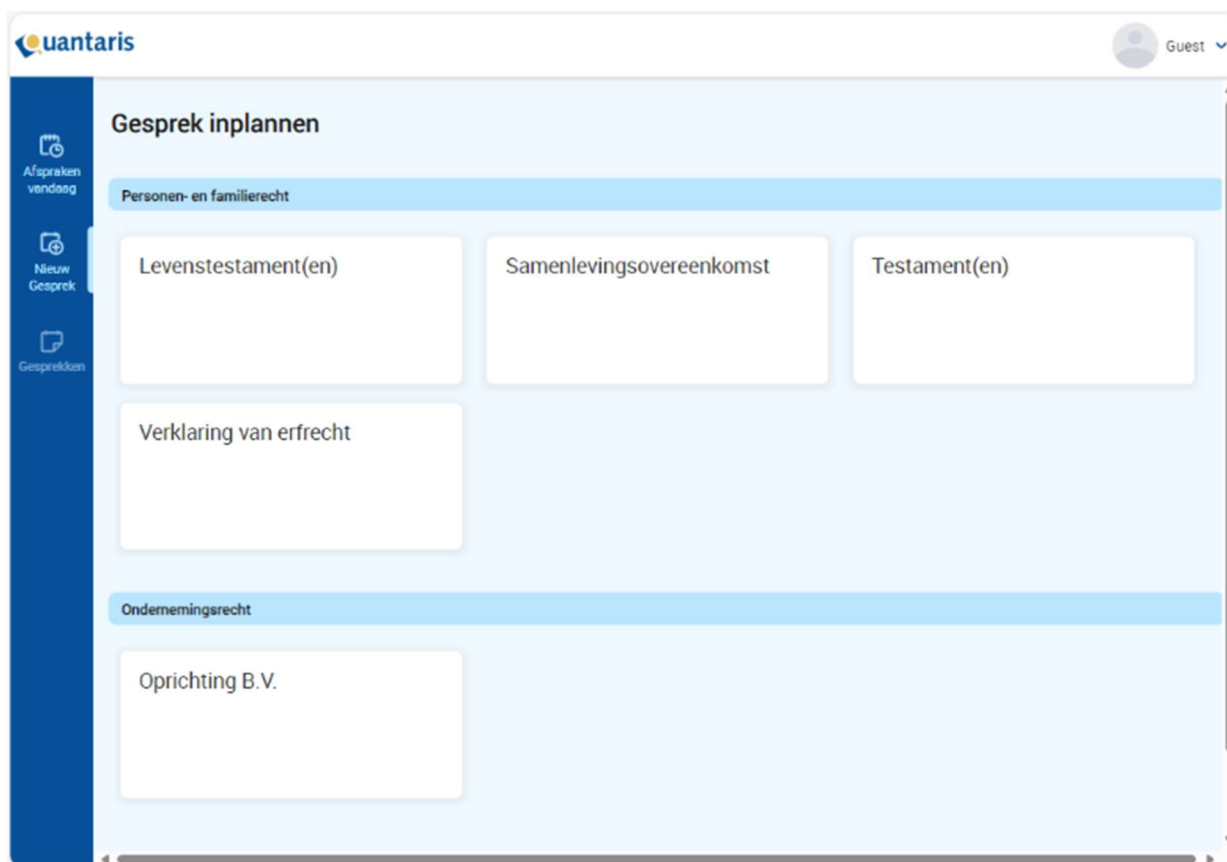 Quantaris
Guest
Gesprek inplannen
Afspraken
vandaag
Personen- en familierecht
Nieuw
Gesprek
Levenstestament(en)
Samenlevingsovereenkomst
Testament(en)
Gesprekken
Verklaring van erfrecht
Ondernemingsrecht
Oprichting B.V.